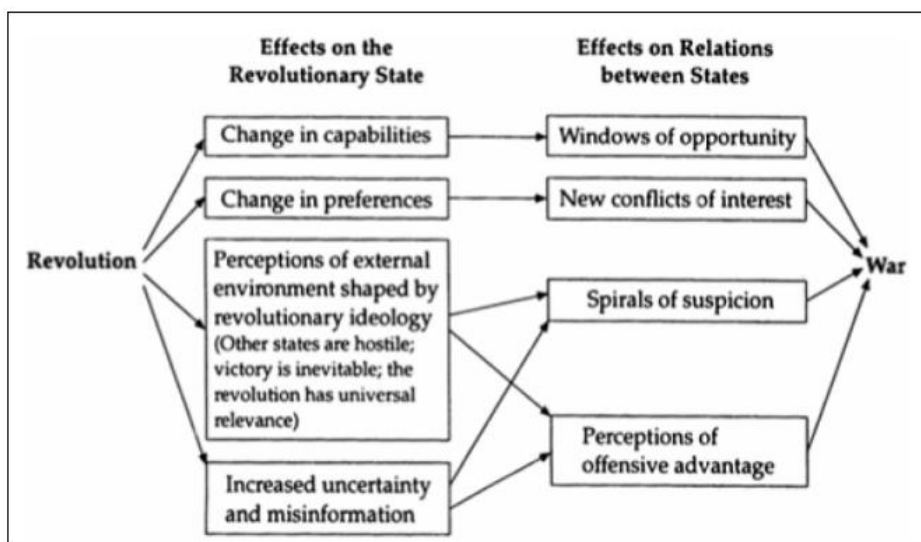 Effects on the
Revolutionary State
Effects on Relations
between States
Change in capabilities
Windows of opportunity
Change in preferences
New conflicts of interest
Revolution
Perceptions of external
environment shaped by
revolutionary ideology
(Other states are hostile;
victory is inevitable; the
revolution has universal
relevance)
Spirals of suspicion
War
Increased uncertainty
and misinformation
Perceptions of
offensive advantage